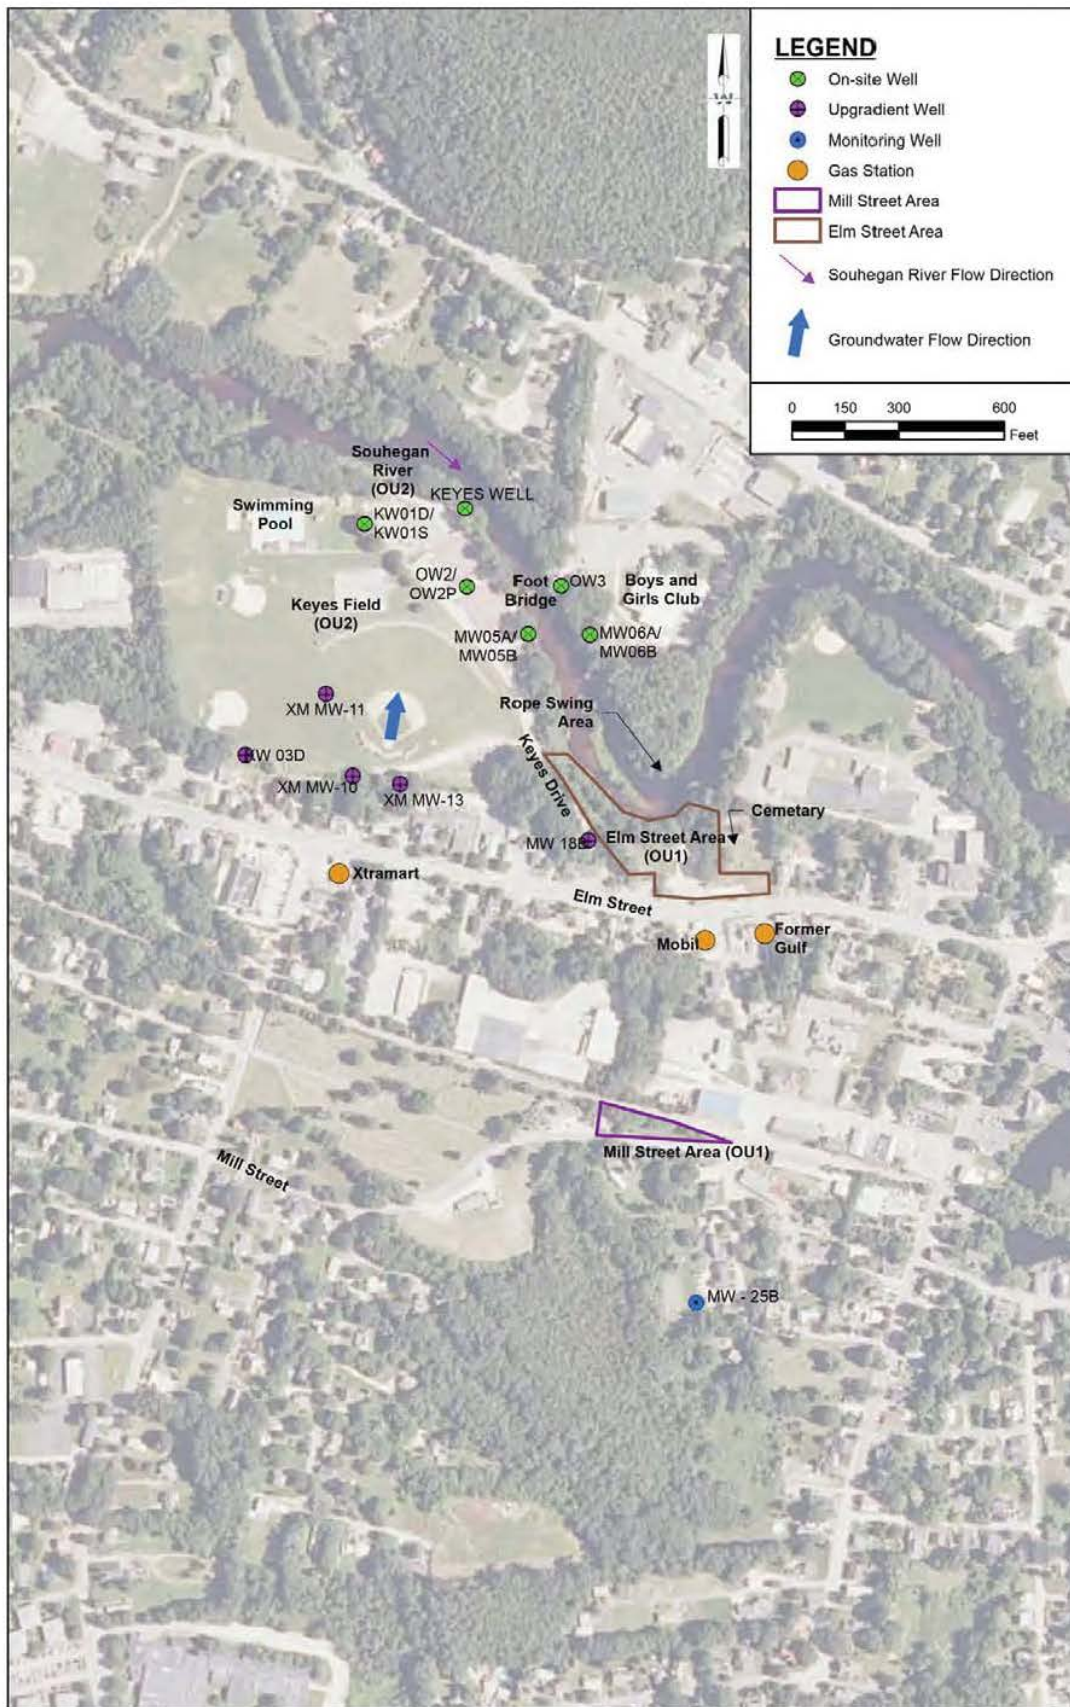 LEGEND
On-site Well
Upgradient Well
Monitoring Well
Gas Station
Mill Street Area
Elm Street Area
Souhegan River Flow Direction
Groundwater Flow Direction
0 150 300 600
Feet
Souhegan
River
(OU2)
KEYES WELL
Swimming
Pool
KW01D/
KW01S
OW2/
OW2P
Foot
Bridge
OW3
Boys and
Girls Club
Keyes Field
(OU2)
MW05A/
MW05B
MW06A/
MW06B
XM MW-11
Rope Swing
Area
KW 03D
XM MW-10
XM MW-13
Keyes Drive
Cemetary
MW 18B
Elm Street Area
(OU1)
Xtramart
Elm Street
Mobil
Former
Gulf
Mill Street Area (OU1)
Mill Street
MW - 25B